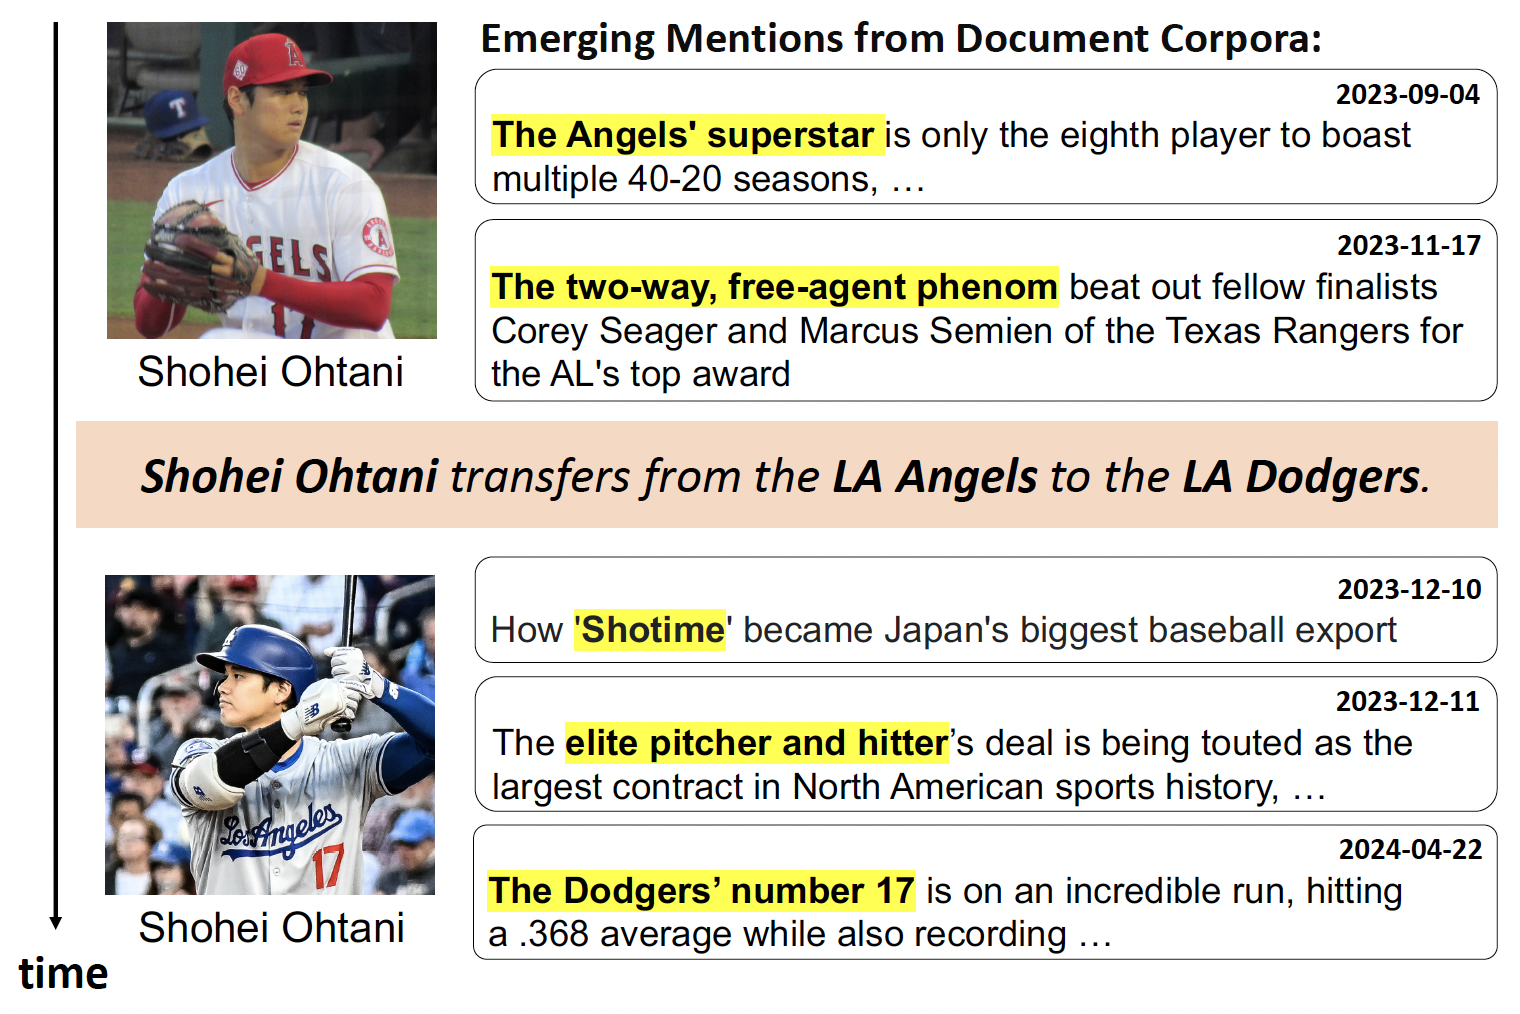 Emerging Mentions from Document Corpora:
2023-09-04
The Angels' superstar is only the eighth player to boast
multiple 40-20 seasons, …
2023-11-17
The two-way, free-agent phenom beat out fellow finalists
Corey Seager and Marcus Semien of the Texas Rangers for
the AL's top award
T
A
A
NGELS
17
Shohei Ohtani
Shohei Ohtani transfers from the LA Angels to the LA Dodgers.
2023-12-10
How 'Shotime' became Japan's biggest baseball export
2023-12-11
The elite pitcher and hitter’s deal is being touted as the
largest contract in North American sports history, …
2024-04-22
The Dodgers’ number 17 is on an incredible run, hitting
a .368 average while also recording …
Los Angeles
17
Shohei Ohtani
time